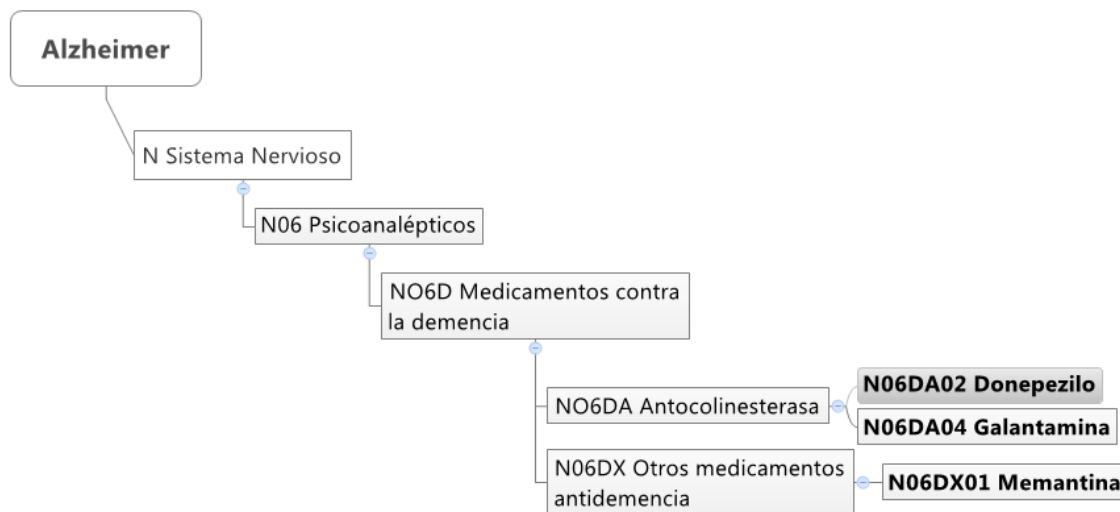 Alzheimer
N Sistema Nervioso
N06 Psicoanalépticos
NO6D Medicamentos contra
la demencia
NO6DA Antocolinesterasa
N06DA02 Donepezilo
N06DA04 Galantamina
N06DX Otros medicamentos
antidemencia
N06DX01 Memantina